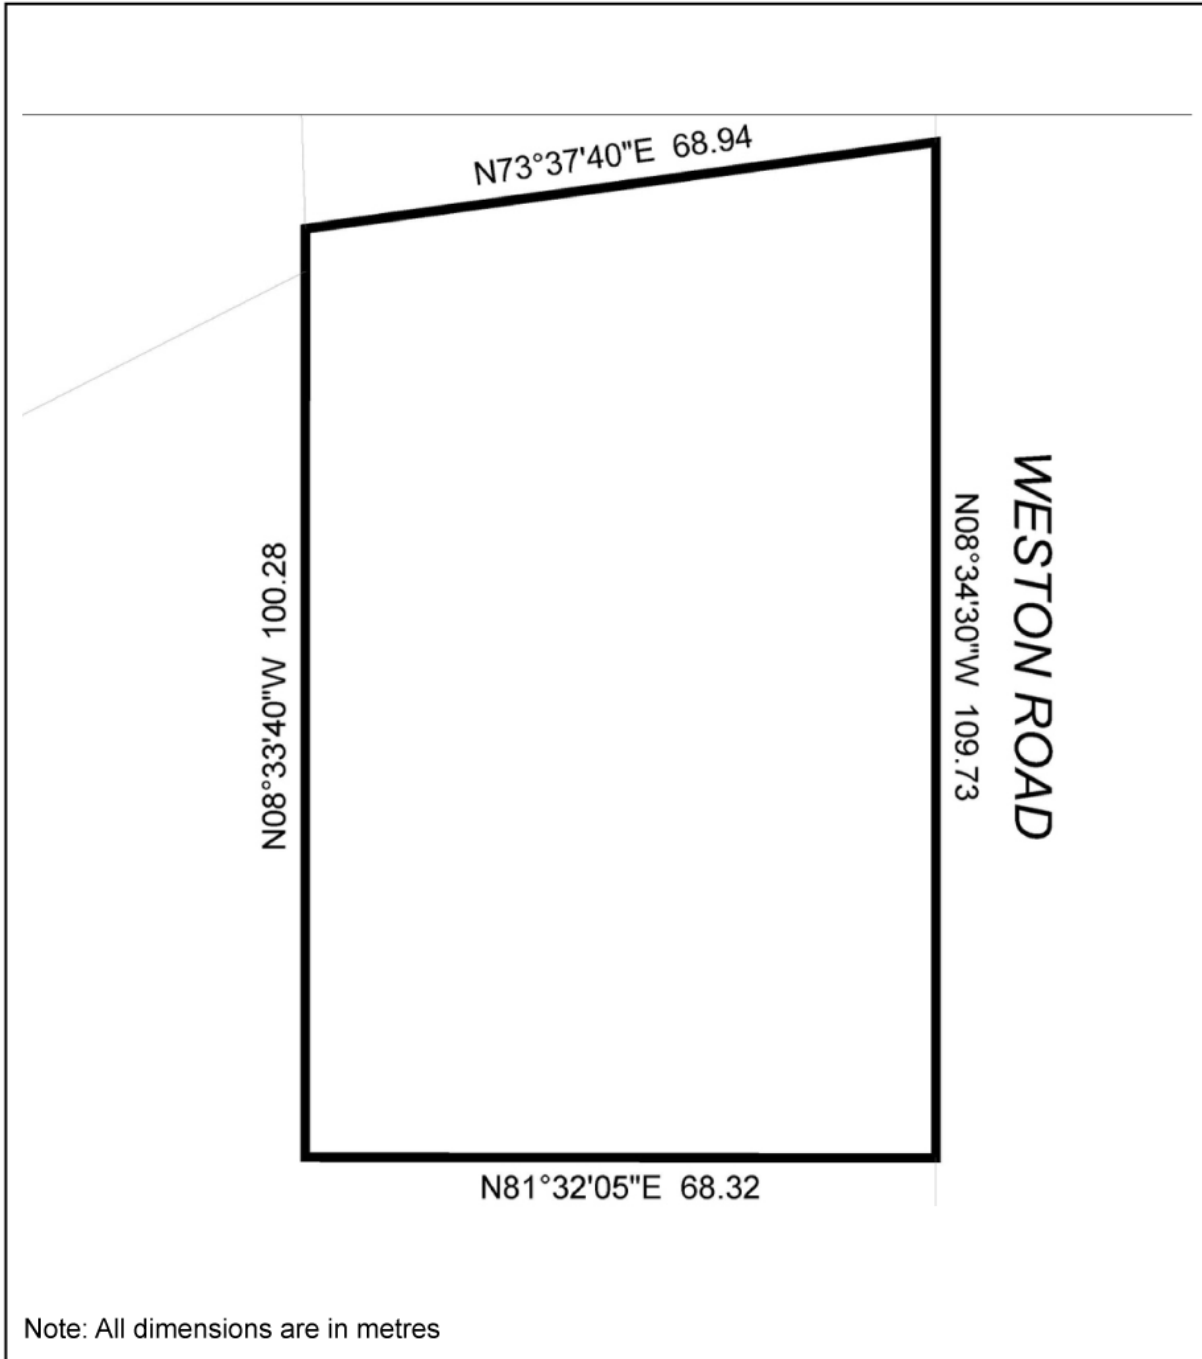 N73°37'40"E 68.94
N08°33'40"W 100.28
N08°34'30"W 109.73
WESTON ROAD
N81°32'05"E 68.32
Note: All dimensions are in metres